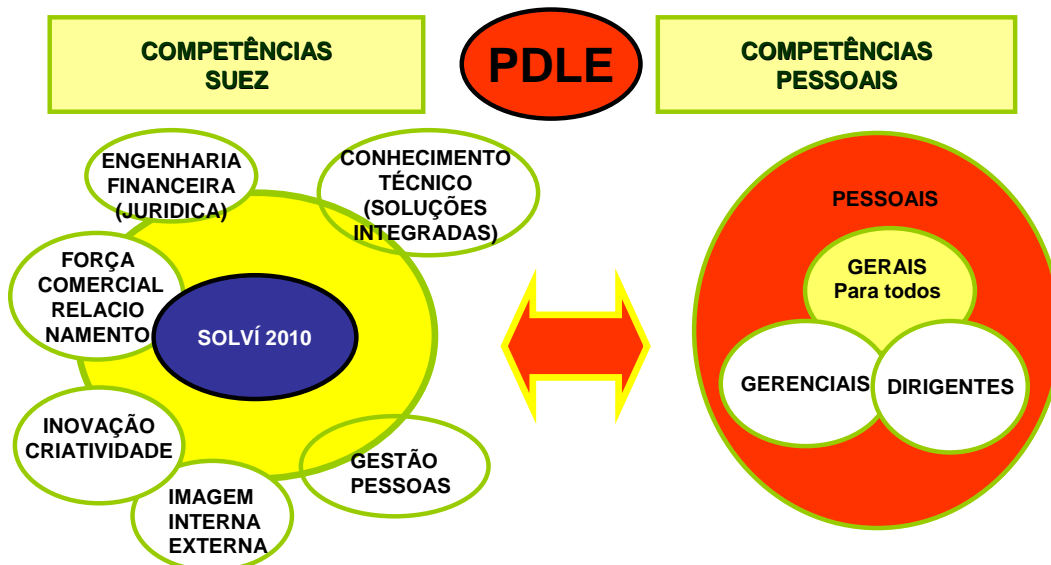 COMPETÊNCIAS
SUEZ
PDLE
COMPETÊNCIAS
PESSOAIS
ENGENHARIA
FINANCEIRA
(JURIDICA)
CONHECIMENTO
TÉCNICO
(SOLUÇÕES
INTEGRADAS)
FORÇA
COMERCIAL
RELACIO
NAMENTO
SOLVÍ 2010
INOVAÇÃO
CRIATIVIDADE
IMAGEM
INTERNA
EXTERNA
GESTÃO
PESSOAS
PESSOAIS
GERAIS
Para todos
GERENCIAIS
DIRIGENTES